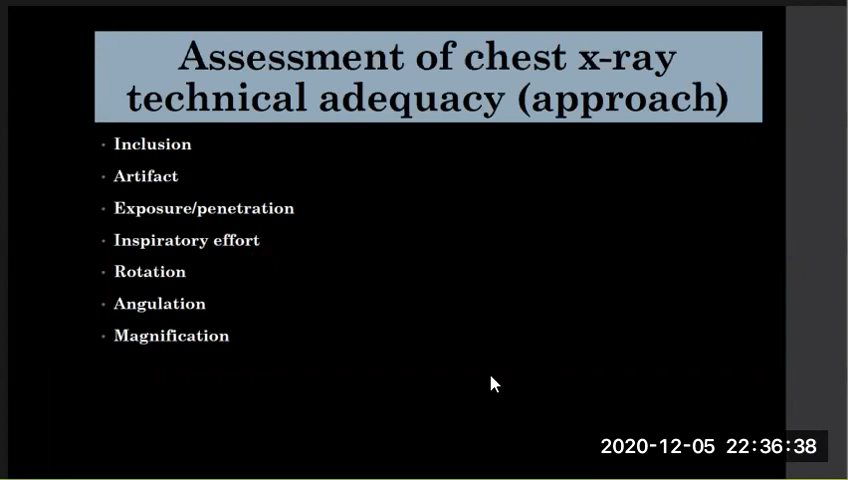 Assessment of chest x-ray
technical adequacy (approach)
• Inclusion
• Artifact
• Exposure/penetration
• Inspiratory effort
• Rotation
• Angulation
• Magnification
2020-12-05 22:36:38